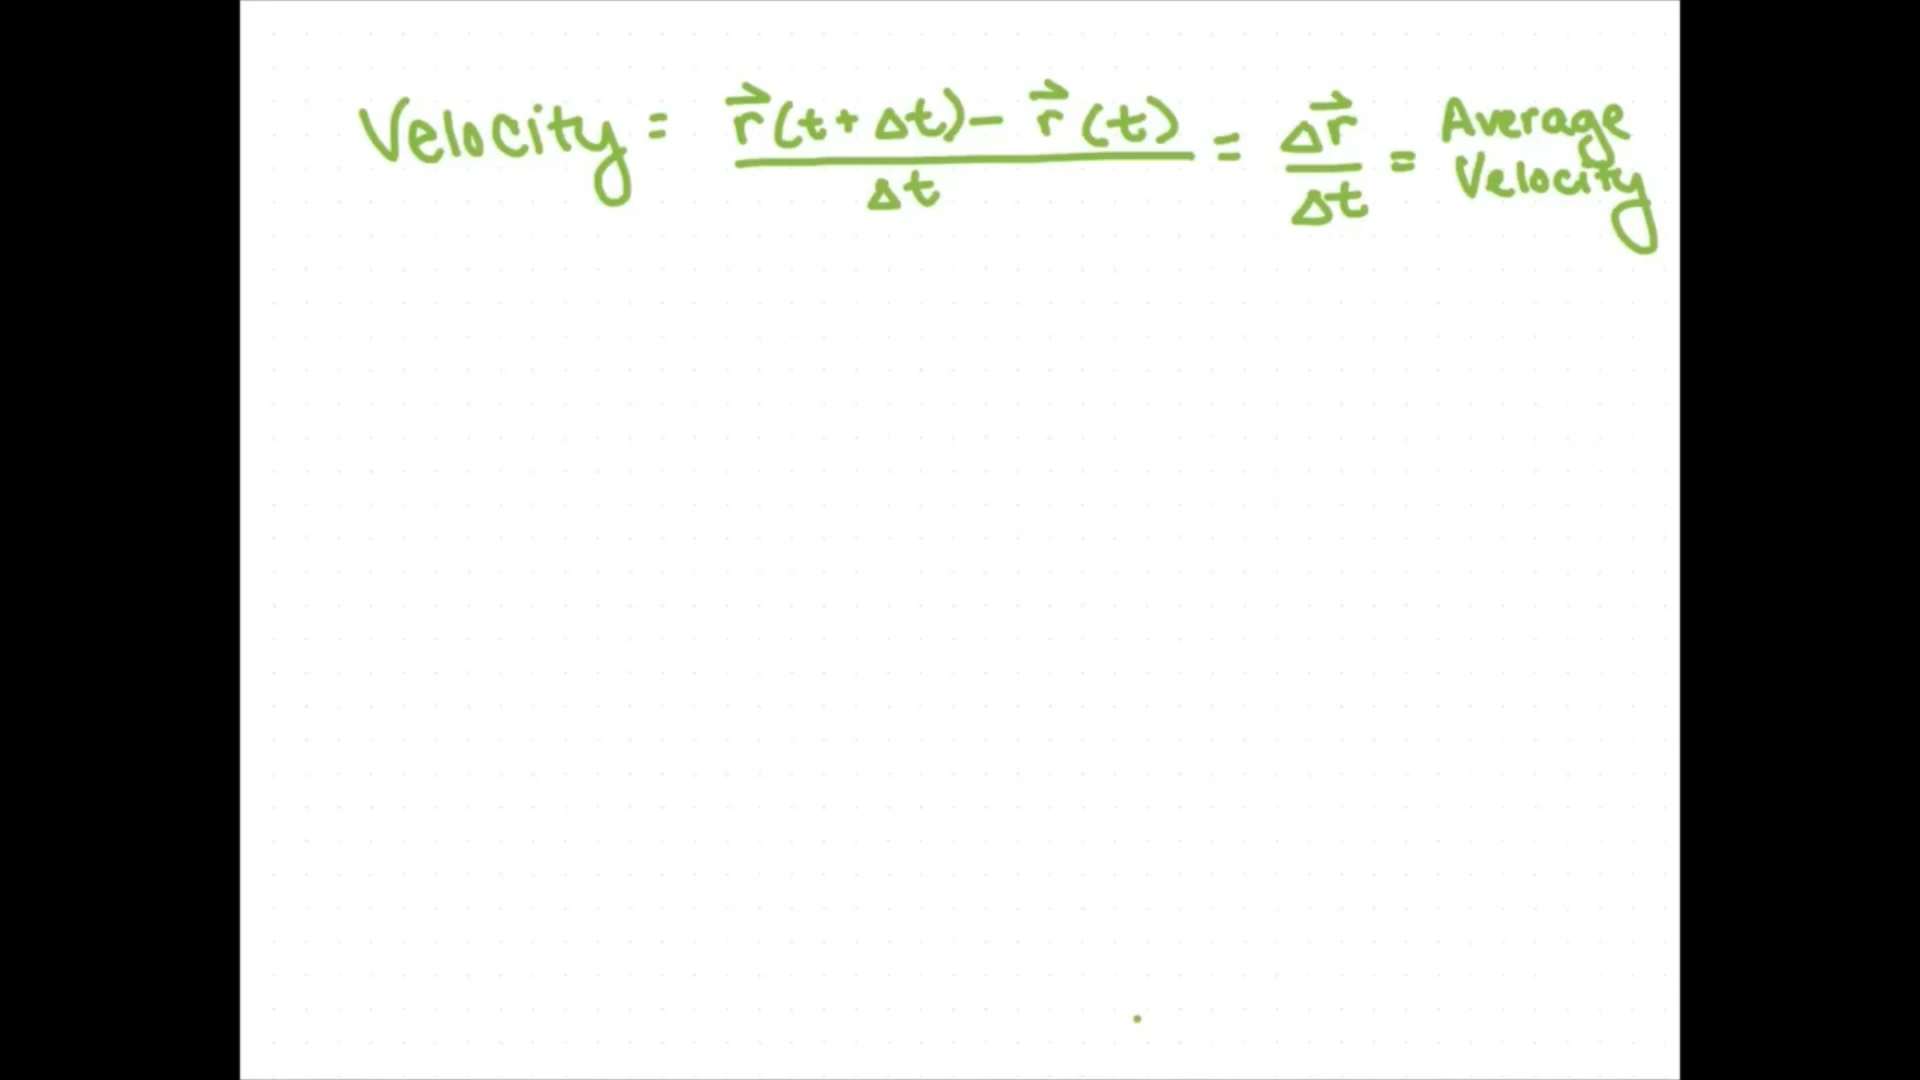 Velocity = r⃗(t + Δt) - r⃗(t) / Δt = Δr⃗ / Δt = Average Velocity